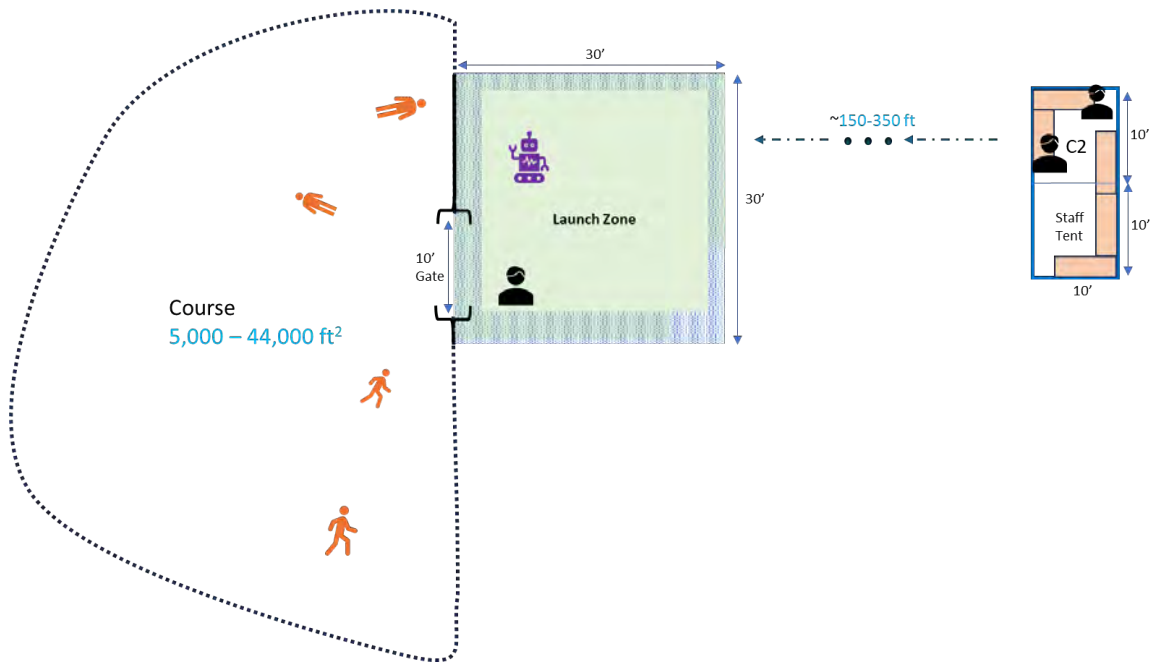 30’
~150-350 ft
C2
10’
30’
Launch Zone
Staff
Tent
10’
10’
Gate
10’
Course
5,000 – 44,000 ft²